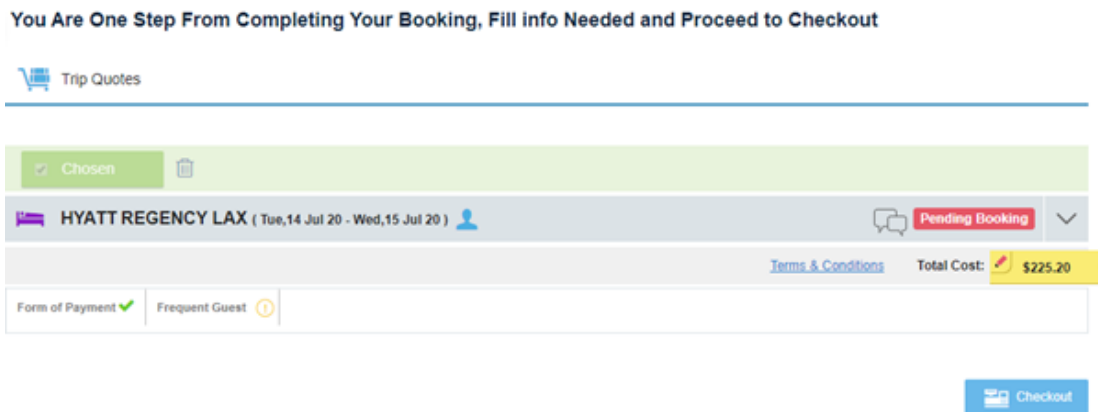 You Are One Step From Completing Your Booking, Fill info Needed and Proceed to Checkout
Trip Quotes
Chosen
HYATT REGENCY LAX ( Tue,14 Jul 20 - Wed,15 Jul 20 ) Pending Booking
Terms & Conditions Total Cost: $225.20
Form of Payment Frequent Guest
Checkout